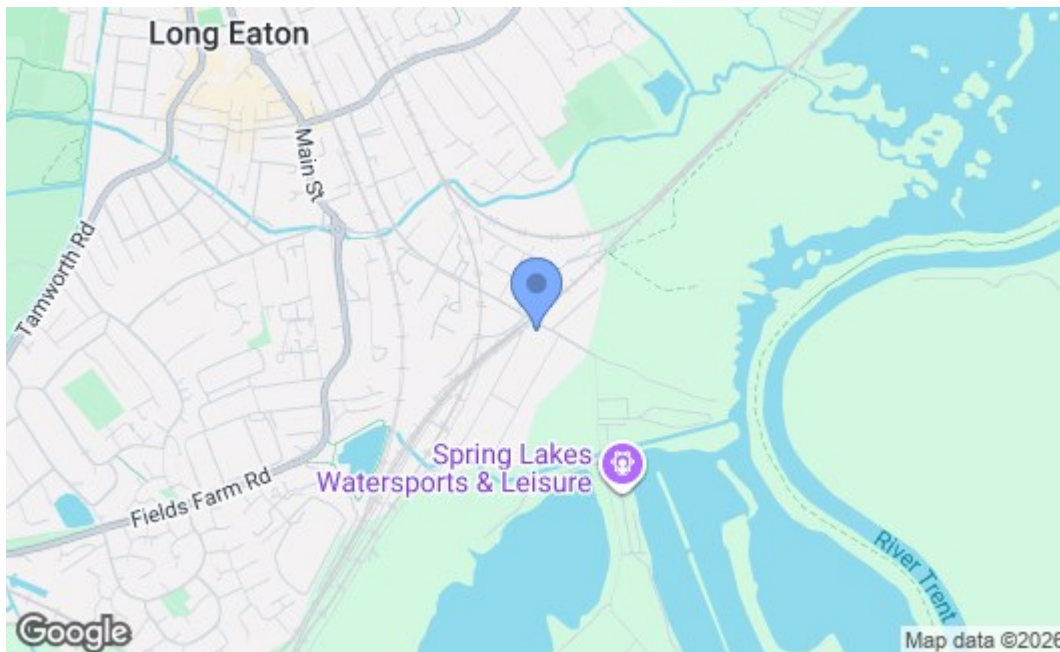 Long Eaton
Main St
Tamworth Rd
Spring Lakes
Watersports & Leisure
Fields Farm Rd
River Trent
Google
Map data ©2026